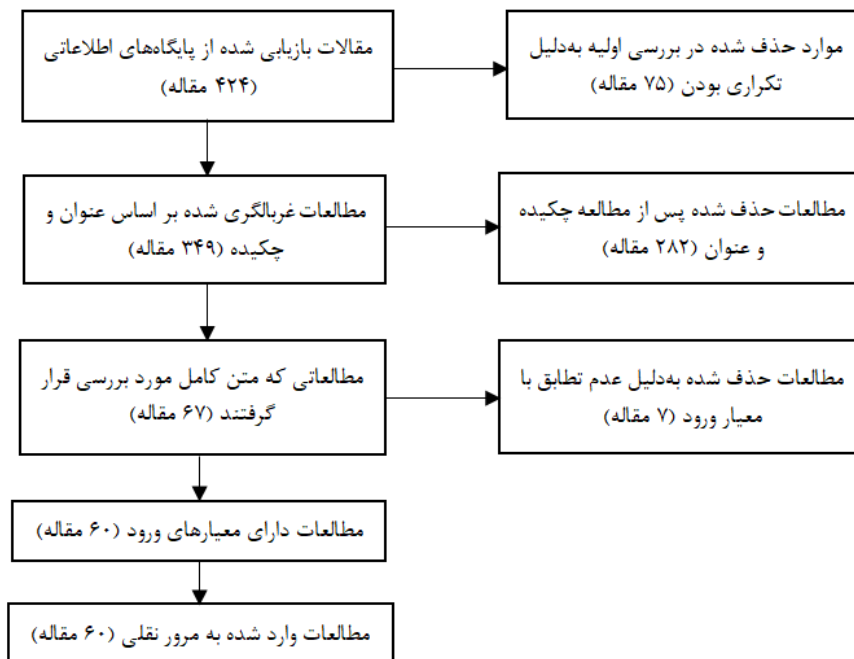 مقالات بازیابی شده از پایگاه‌های اطلاعاتی
(۴۲۴ مقاله)
موارد حذف شده در بررسی اولیه به‌دلیل
تکراری بودن (۷۵ مقاله)
مطالعات غربالگری شده بر اساس عنوان و
چکیده (۳۴۹ مقاله)
مطالعات حذف شده پس از مطالعه چکیده
و عنوان (۲۸۲ مقاله)
مطالعاتی که متن کامل مورد بررسی قرار
گرفتند (۶۷ مقاله)
مطالعات حذف شده به‌دلیل عدم تطابق با
معیار ورود (۷ مقاله)
مطالعات دارای معیارهای ورود (۶۰ مقاله)
مطالعات وارد شده به مرور نقلی (۶۰ مقاله)